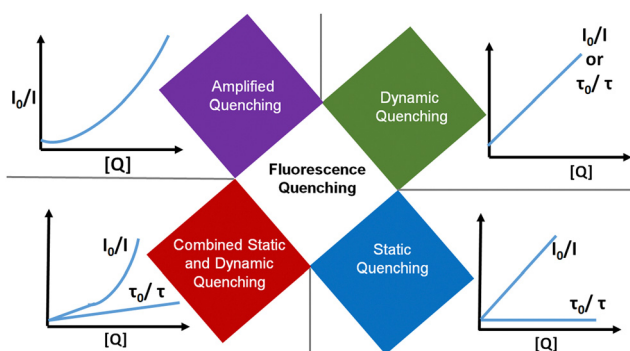 I₀/I
[Q]
Amplified
Quenching
Dynamic
Quenching
I₀/I
or
τ₀/ τ
[Q]
Fluorescence
Quenching
I₀/I
τ₀/ τ
[Q]
Combined Static
and Dynamic
Quenching
Static
Quenching
I₀/I
τ₀/ τ
[Q]